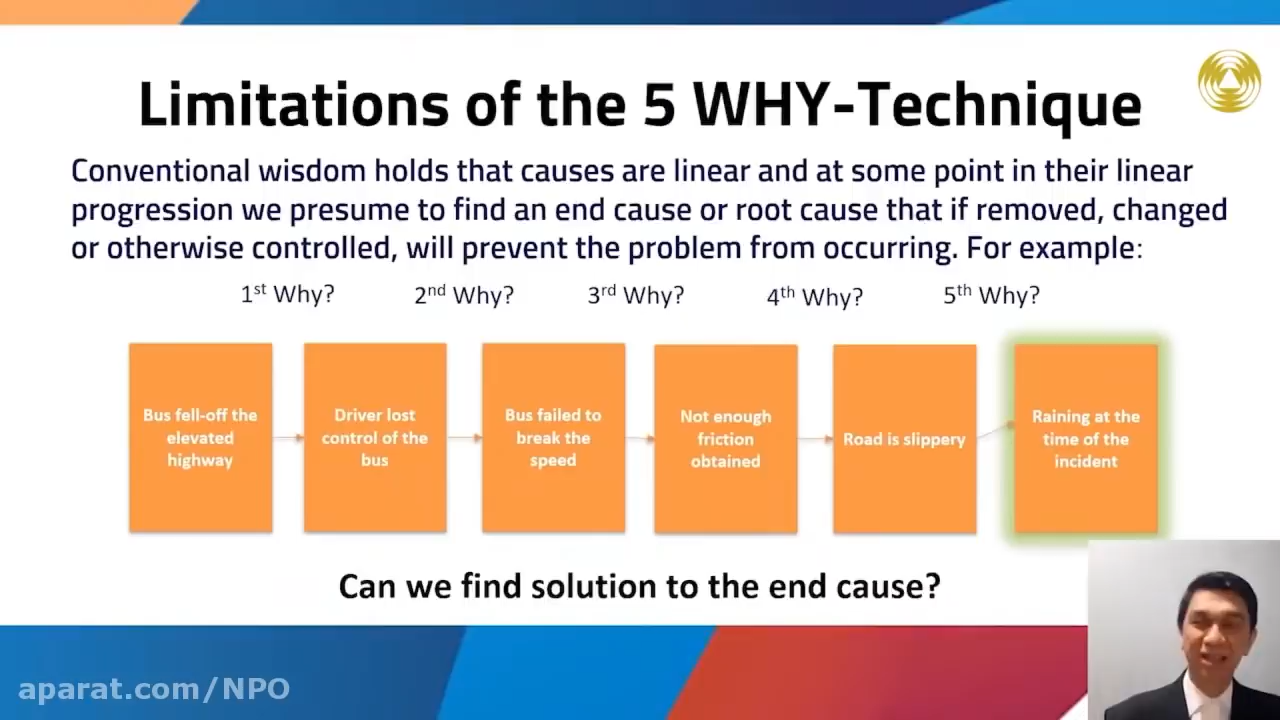 Limitations of the 5 WHY-Technique
Conventional wisdom holds that causes are linear and at some point in their linear
progression we presume to find an end cause or root cause that if removed, changed
or otherwise controlled, will prevent the problem from occurring. For example:
1st Why?
2nd Why?
3rd Why?
4th Why?
5th Why?
Bus fell-off the
elevated
highway
Driver lost
control of the
bus
Bus failed to
break the
speed
Not enough
friction
obtained
Road is slippery
Raining at the
time of the
incident
Can we find solution to the end cause?
aparat.com/NPO